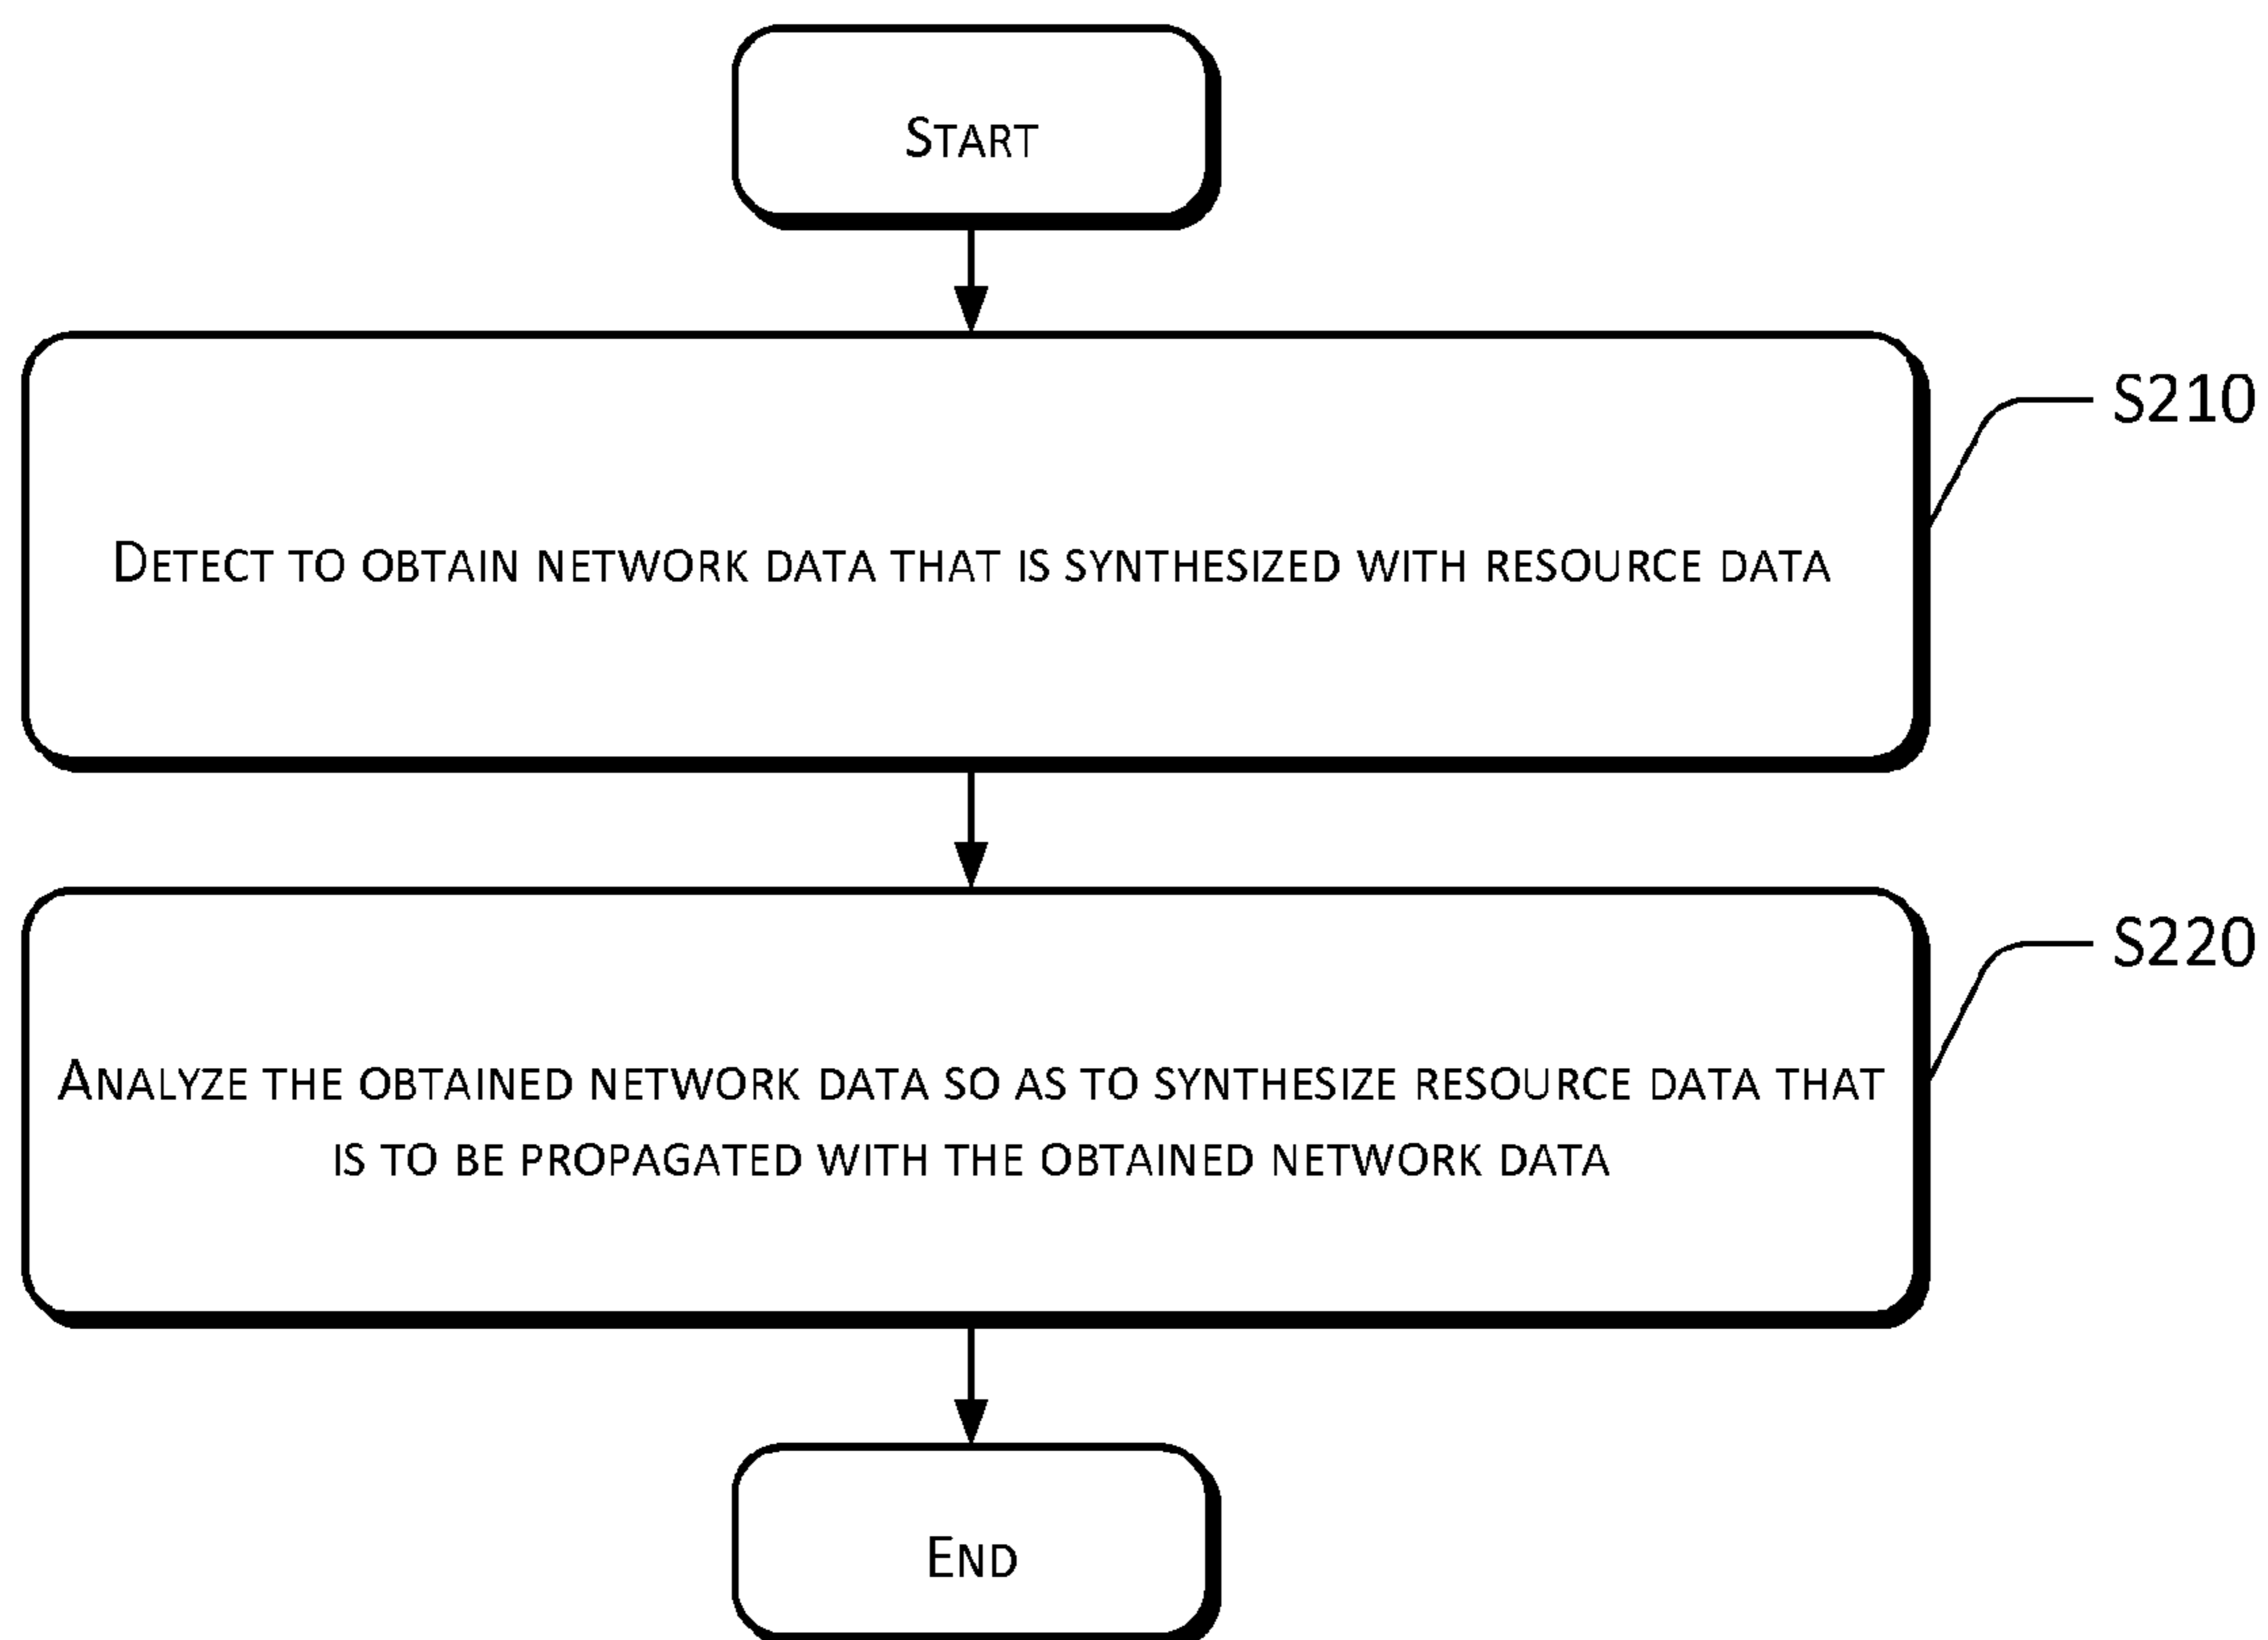 START
S210
DETECT TO OBTAIN NETWORK DATA THAT IS SYNTHESIZED WITH RESOURCE DATA
S220
ANALYZE THE OBTAINED NETWORK DATA SO AS TO SYNTHESIZE RESOURCE DATA THAT
IS TO BE PROPAGATED WITH THE OBTAINED NETWORK DATA
END